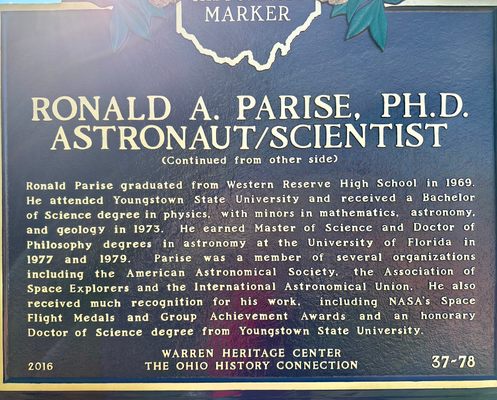 MARKER
RONALD A. PARISE, PH.D.
ASTRONAUT/SCIENTIST
(Continued from other side)
Ronald Parise graduated from Western Reserve High School in 1969.
He attended Youngstown State University and received a Bachelor
of Science degree in physics, with minors in mathematics, astronomy,
and geology in 1973. He earned Master of Science and Doctor of
Philosophy degrees in astronomy at the University of Florida in
1977 and 1979. Parise was a member of several organizations
including the American Astronomical Society, the Association of
Space Explorers and the International Astronomical Union. He also
received much recognition for his work, including NASA's Space
Flight Medals and Group Achievement Awards and an honorary
Doctor of Science degree from Youngstown State University.
WARREN HERITAGE CENTER
2016 THE OHIO HISTORY CONNECTION 37-78